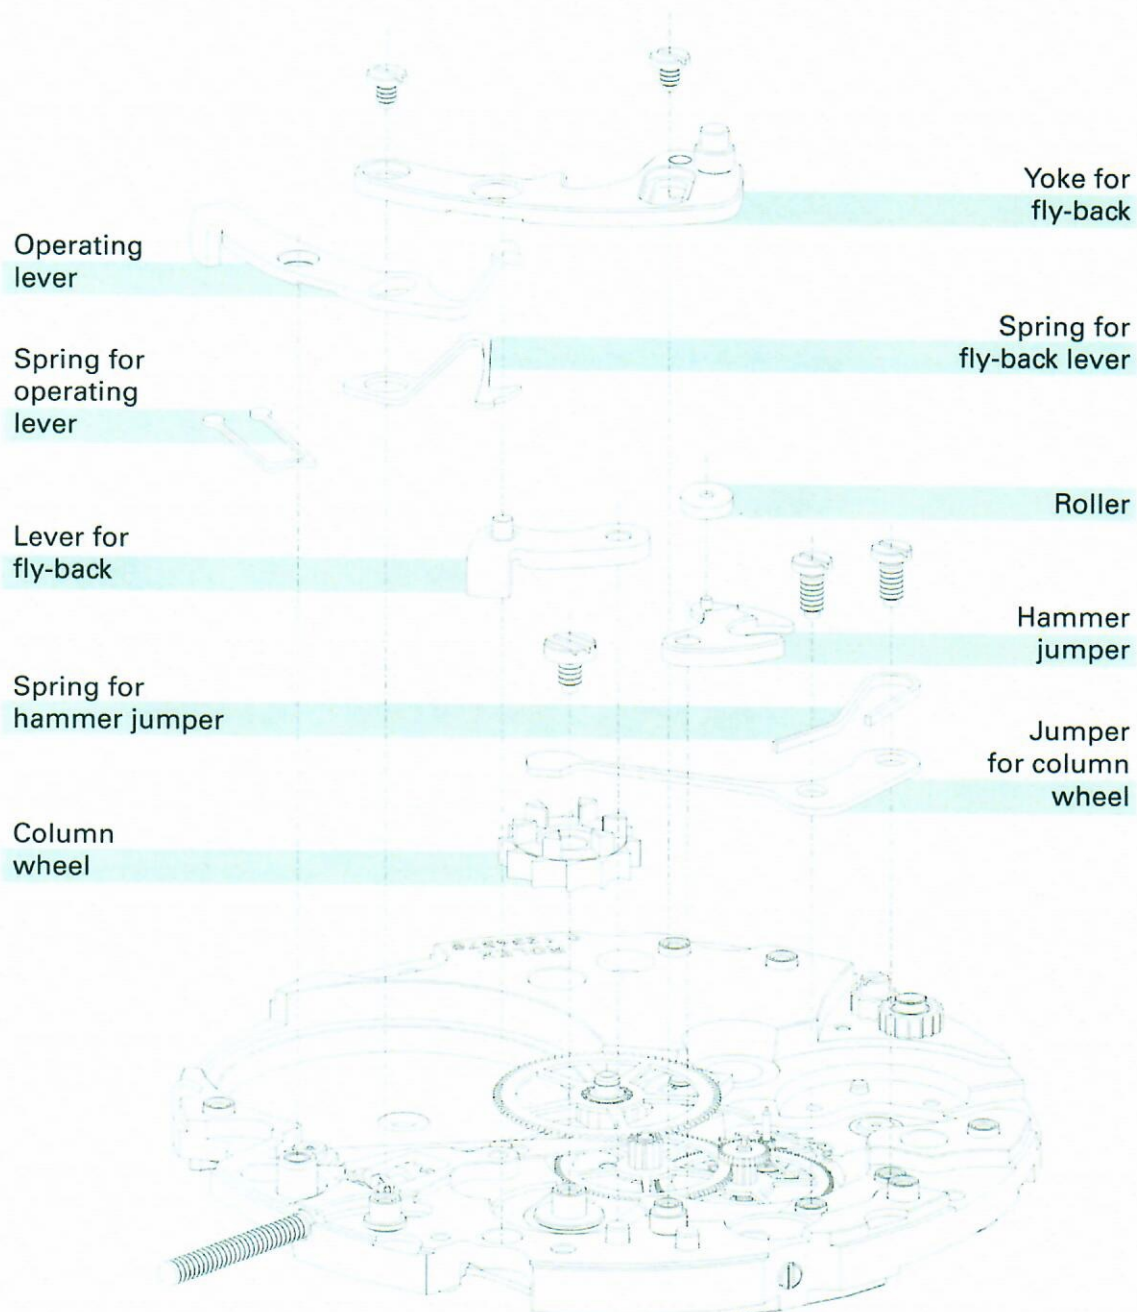 Yoke for
fly-back
Operating
lever
Spring for
fly-back lever
Spring for
operating
lever
Roller
Lever for
fly-back
Hammer
jumper
Spring for
hammer jumper
Jumper
for column
wheel
Column
wheel